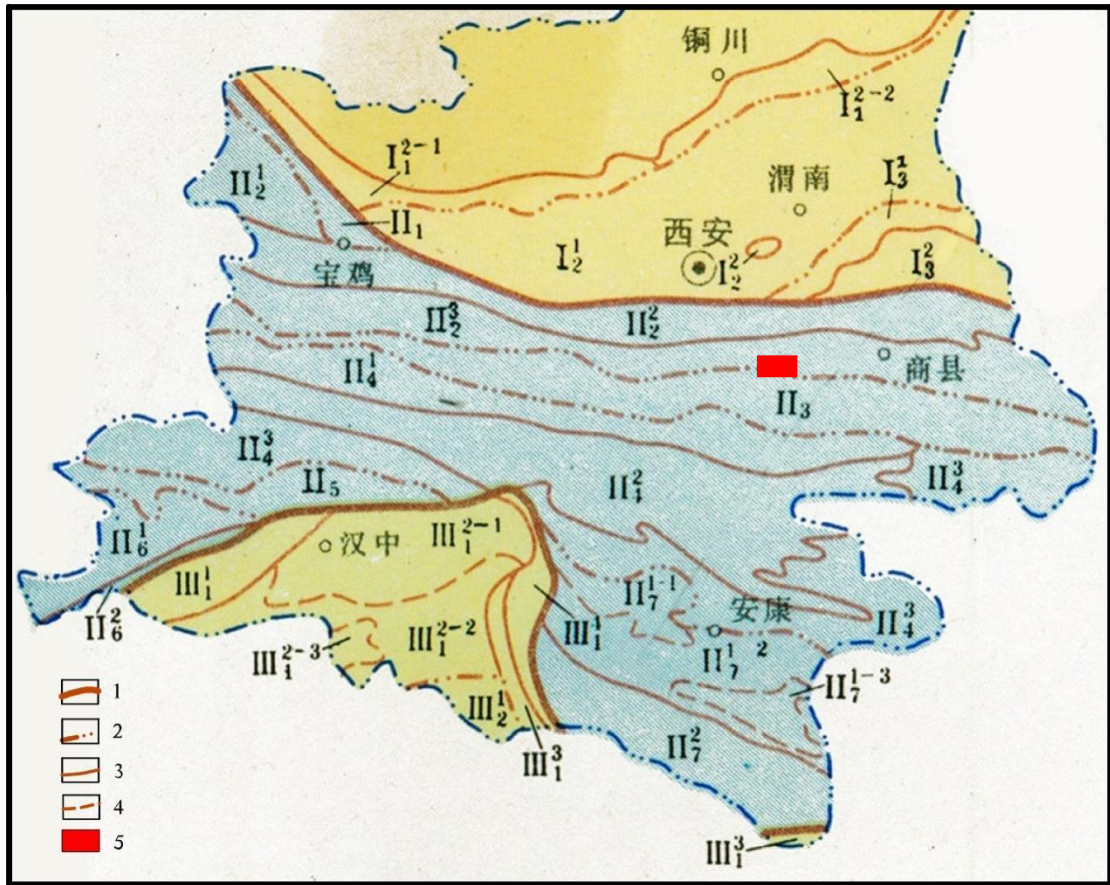 铜川
I₁²⁻²
I₁²⁻¹
渭南
I₃¹
II₂¹
II₁
西安
宝鸡
I₂¹
I₂²
I₃²
II₂³
II₂²
商县
II₄¹
II₃
II₄³
II₅
II₄²
II₄³
汉中
III₁²⁻¹
II₆¹
III₁¹
II₇¹⁻¹
安康
II₆²
III₁²⁻³
III₁²⁻²
III₁¹
II₄³
II₇¹ ²
II₇¹⁻³
1
III₂¹
2
II₇²
3
III₁³
4
5
III₁³